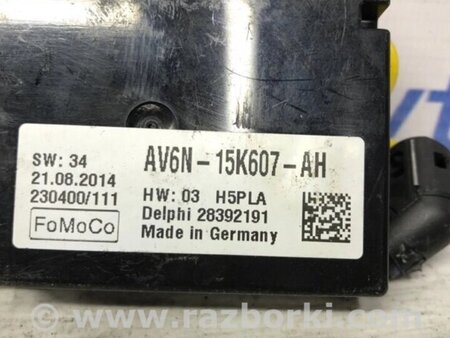 SW: 34
21.08.2014
230400/111
FoMoCo
AV6N-15K607-AH
HW: 03 H5PLA
Delphi 28392191
Made in Germany
www.razborki.com